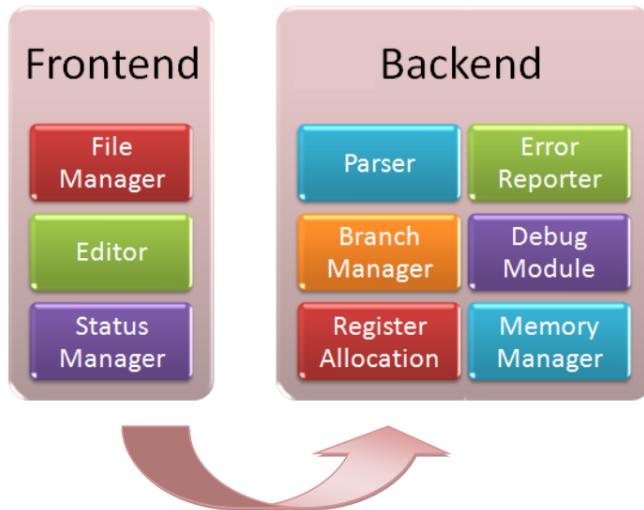 Frontend
File
Manager
Editor
Status
Manager
Backend
Parser
Error
Reporter
Branch
Manager
Debug
Module
Register
Allocation
Memory
Manager